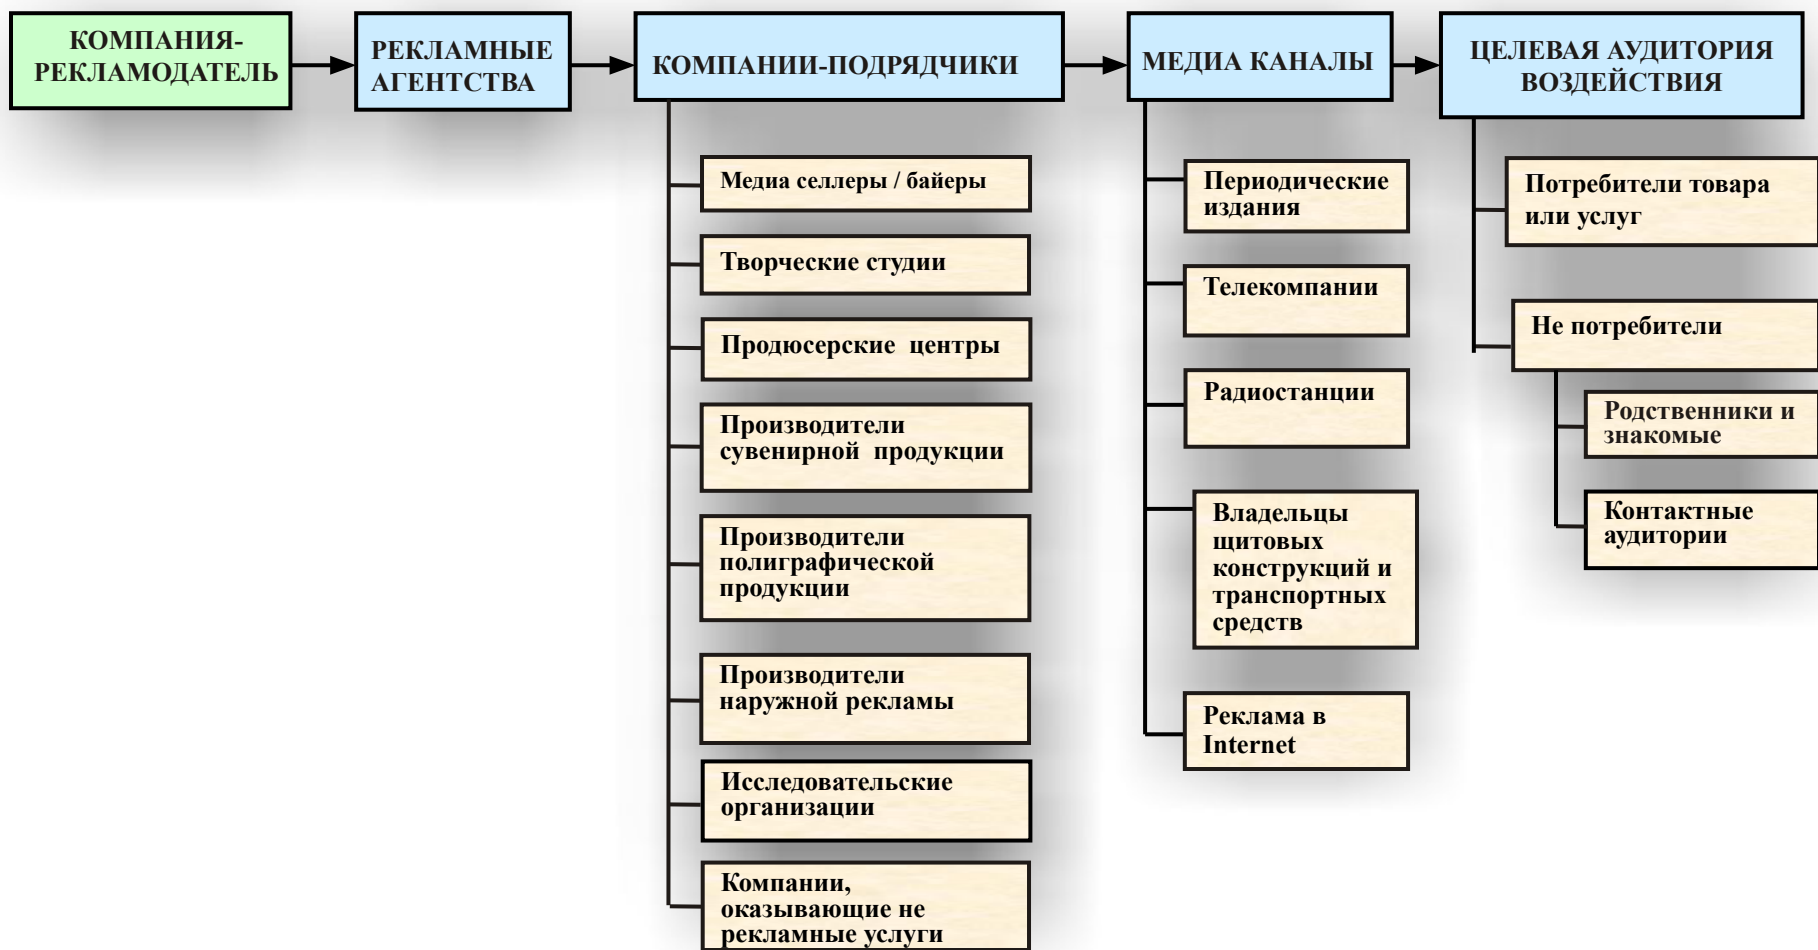 КОМПАНИЯ-
РЕКЛАМОДАТЕЛЬ
РЕКЛАМНЫЕ
АГЕНТСТВА
КОМПАНИИ-ПОДРЯДЧИКИ
МЕДИА КАНАЛЫ
ЦЕЛЕВАЯ АУДИТОРИЯ
ВОЗДЕЙСТВИЯ
Медиа селлеры / байеры
Творческие студии
Продюсерские центры
Производители
сувенирной продукции
Производители
полиграфической
продукции
Производители
наружной рекламы
Исследовательские
организации
Компании,
оказывающие не
рекламные услуги
Периодические
издания
Телекомпании
Радиостанции
Владельцы
щитовых
конструкций и
транспортных
средств
Реклама в
Internet
Потребители товара
или услуг
Не потребители
Родственники и
знакомые
Контактные
аудитории